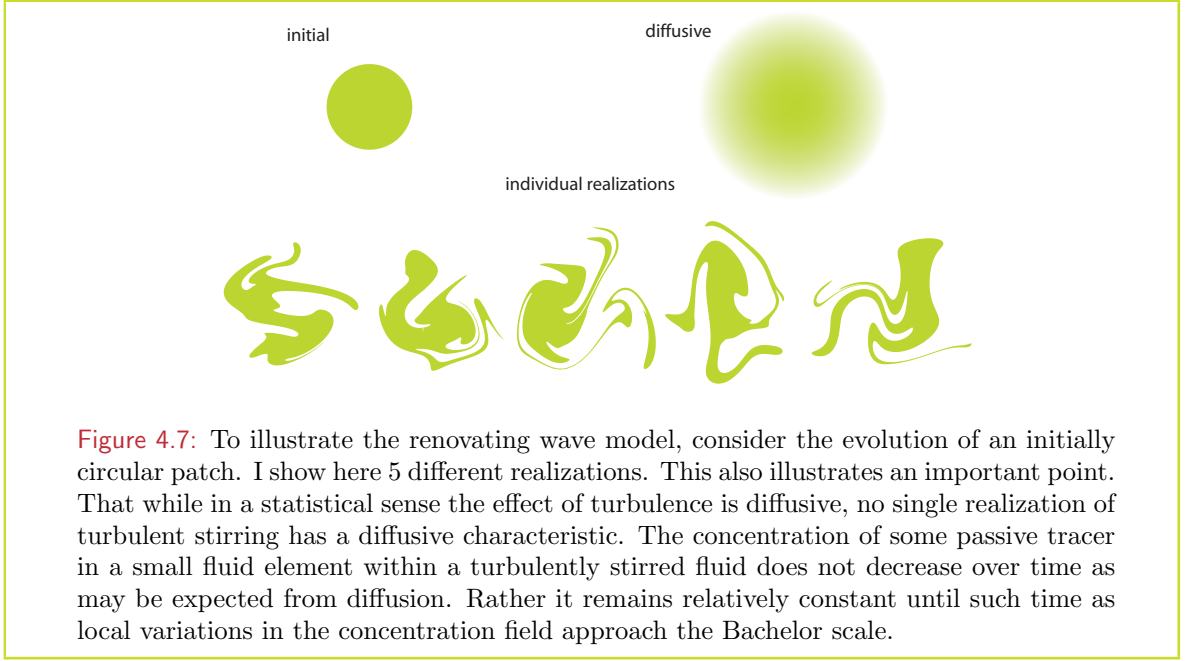 initial
diffusive
individual realizations
Figure 4.7: To illustrate the renovating wave model, consider the evolution of an initially
circular patch. I show here 5 different realizations. This also illustrates an important point.
That while in a statistical sense the effect of turbulence is diffusive, no single realization of
turbulent stirring has a diffusive characteristic. The concentration of some passive tracer
in a small fluid element within a turbulently stirred fluid does not decrease over time as
may be expected from diffusion. Rather it remains relatively constant until such time as
local variations in the concentration field approach the Bachelor scale.